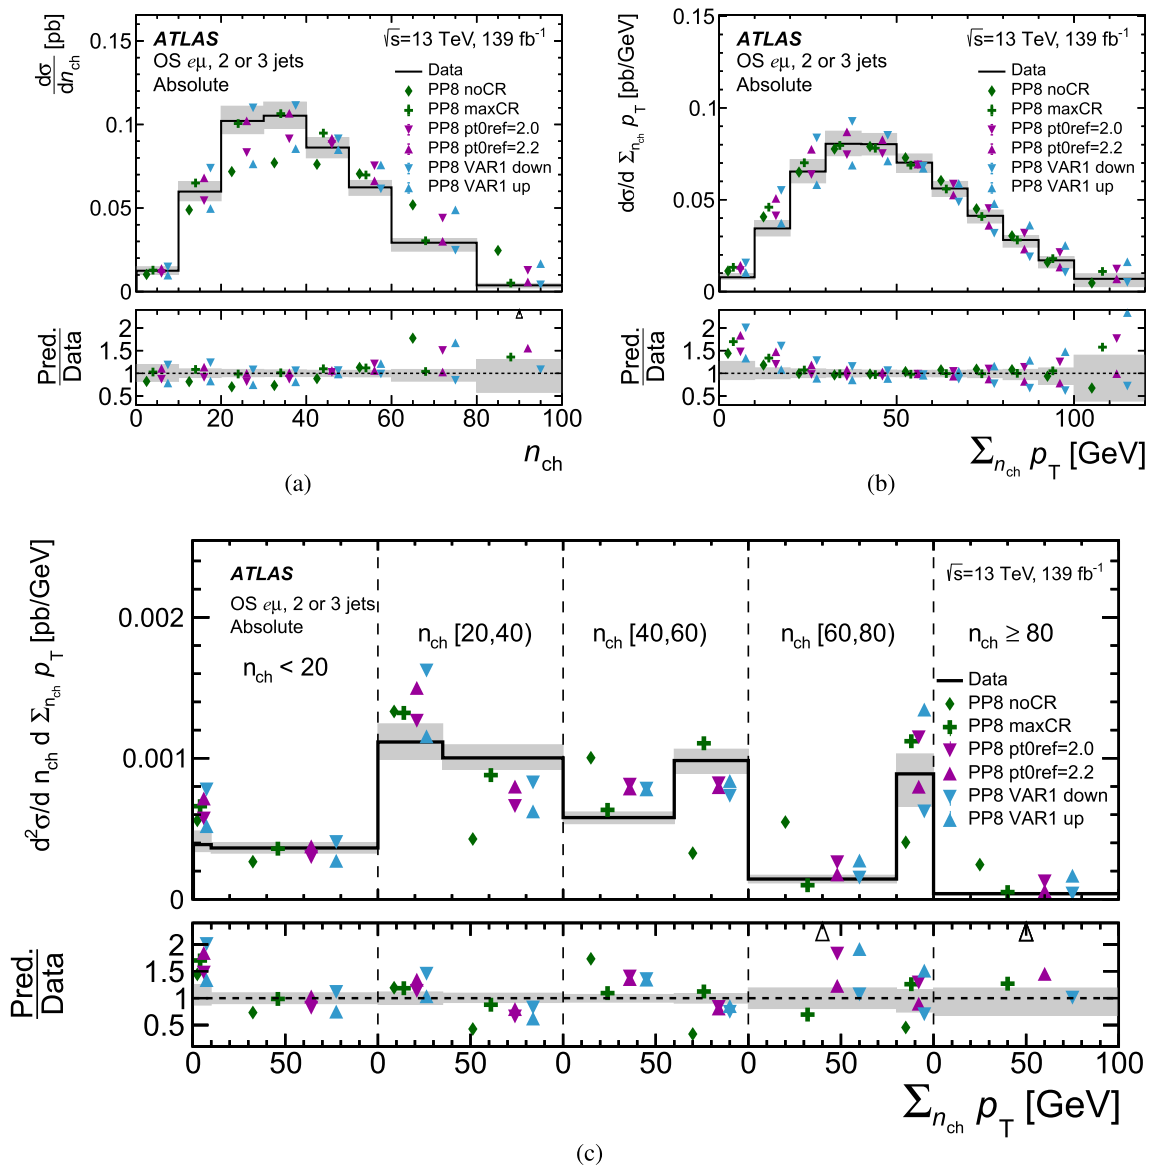 dσ/dn_ch [pb]
ATLAS
√s=13 TeV, 139 fb⁻¹
OS eμ, 2 or 3 jets
Absolute
Data
PP8 noCR
PP8 maxCR
PP8 pt0ref=2.0
PP8 pt0ref=2.2
PP8 VAR1 down
PP8 VAR1 up
0.15
0.1
0.05
0
Pred.
Data
2
1.5
1
0.5
0 20 40 60 80 100
n_ch
(a)
dσ/d Σ_n_ch p_T [pb/GeV]
ATLAS
√s=13 TeV, 139 fb⁻¹
OS eμ, 2 or 3 jets
Absolute
Data
PP8 noCR
PP8 maxCR
PP8 pt0ref=2.0
PP8 pt0ref=2.2
PP8 VAR1 down
PP8 VAR1 up
0.15
0.1
0.05
0
Pred.
Data
2
1.5
1
0.5
0 50 100
Σ_n_ch p_T [GeV]
(b)
d²σ/d n_ch d Σ_n_ch p_T [pb/GeV]
ATLAS
√s=13 TeV, 139 fb⁻¹
OS eμ, 2 or 3 jets
Absolute
n_ch < 20
n_ch [20,40)
n_ch [40,60)
n_ch [60,80)
n_ch ≥ 80
Data
PP8 noCR
PP8 maxCR
PP8 pt0ref=2.0
PP8 pt0ref=2.2
PP8 VAR1 down
PP8 VAR1 up
0.002
0.001
0
Pred.
Data
2
1.5
1
0.5
0 50 0 50 0 50 0 50 0 50 100
Σ_n_ch p_T [GeV]
(c)